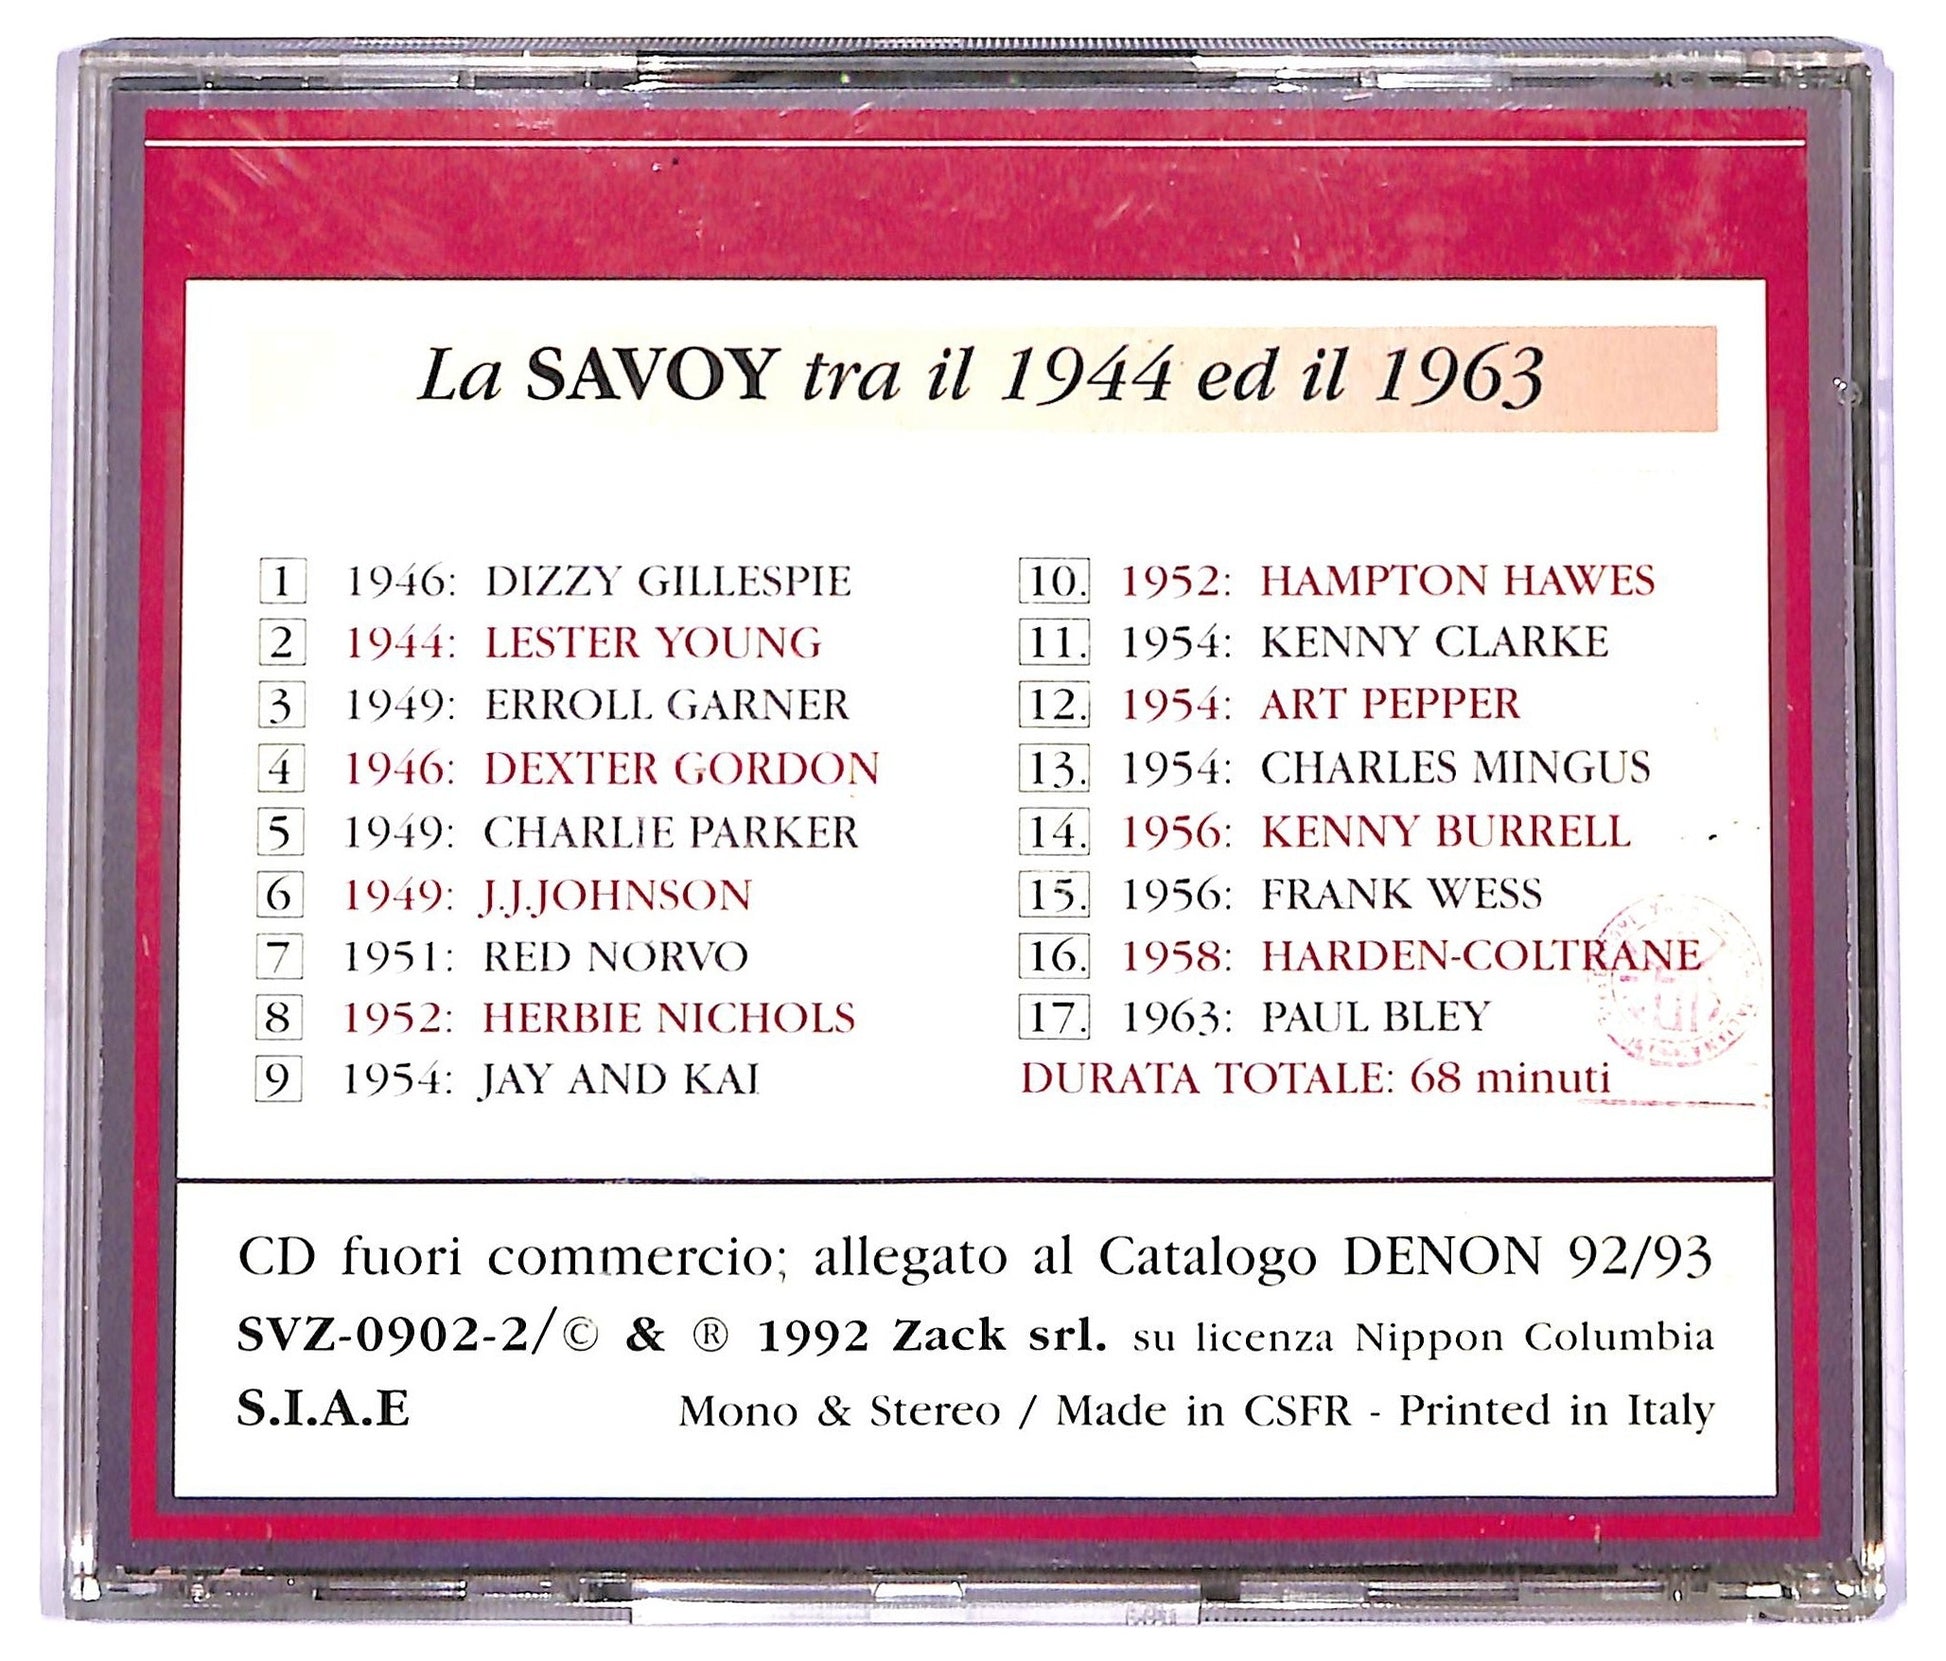 La SAVOY tra il 1944 ed il 1963
1 1946: DIZZY GILLESPIE
2 1944: LESTER YOUNG
3 1949: ERROLL GARNER
4 1946: DEXTER GORDON
5 1949: CHARLIE PARKER
6 1949: J.J.JOHNSON
7 1951: RED NORVO
8 1952: HERBIE NICHOLS
9 1954: JAY AND KAI
10. 1952: HAMPTON HAWES
11. 1954: KENNY CLARKE
12. 1954: ART PEPPER
13. 1954: CHARLES MINGUS
14. 1956: KENNY BURRELL
15. 1956: FRANK WESS
16. 1958: HARDEN-COLTRANE
17. 1963: PAUL BLEY
DURATA TOTALE: 68 minuti
CD fuori commercio; allegato al Catalogo DENON 92/93
SVZ-0902-2/© & ® 1992 Zack srl. su licenza Nippon Columbia
S.I.A.E Mono & Stereo / Made in CSFR - Printed in Italy